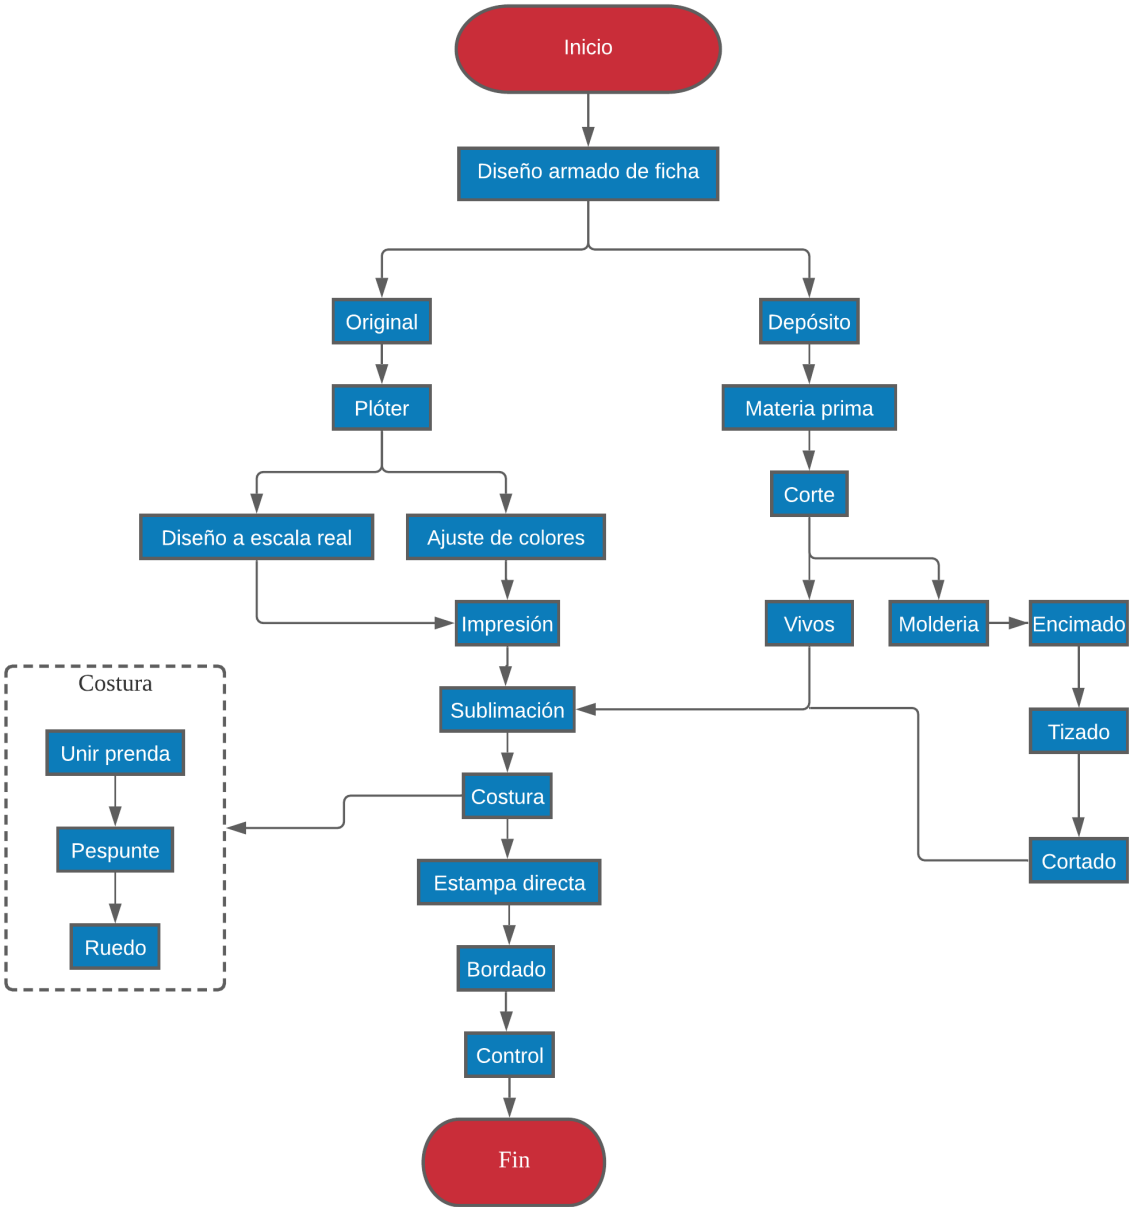 Inicio
Diseño armado de ficha
Original
Depósito
Plóter
Materia prima
Corte
Diseño a escala real
Ajuste de colores
Impresión
Vivos
Molderia
Encimado
Costura
Sublimación
Tizado
Unir prenda
Costura
Pespunte
Cortado
Estampa directa
Ruedo
Bordado
Control
Fin